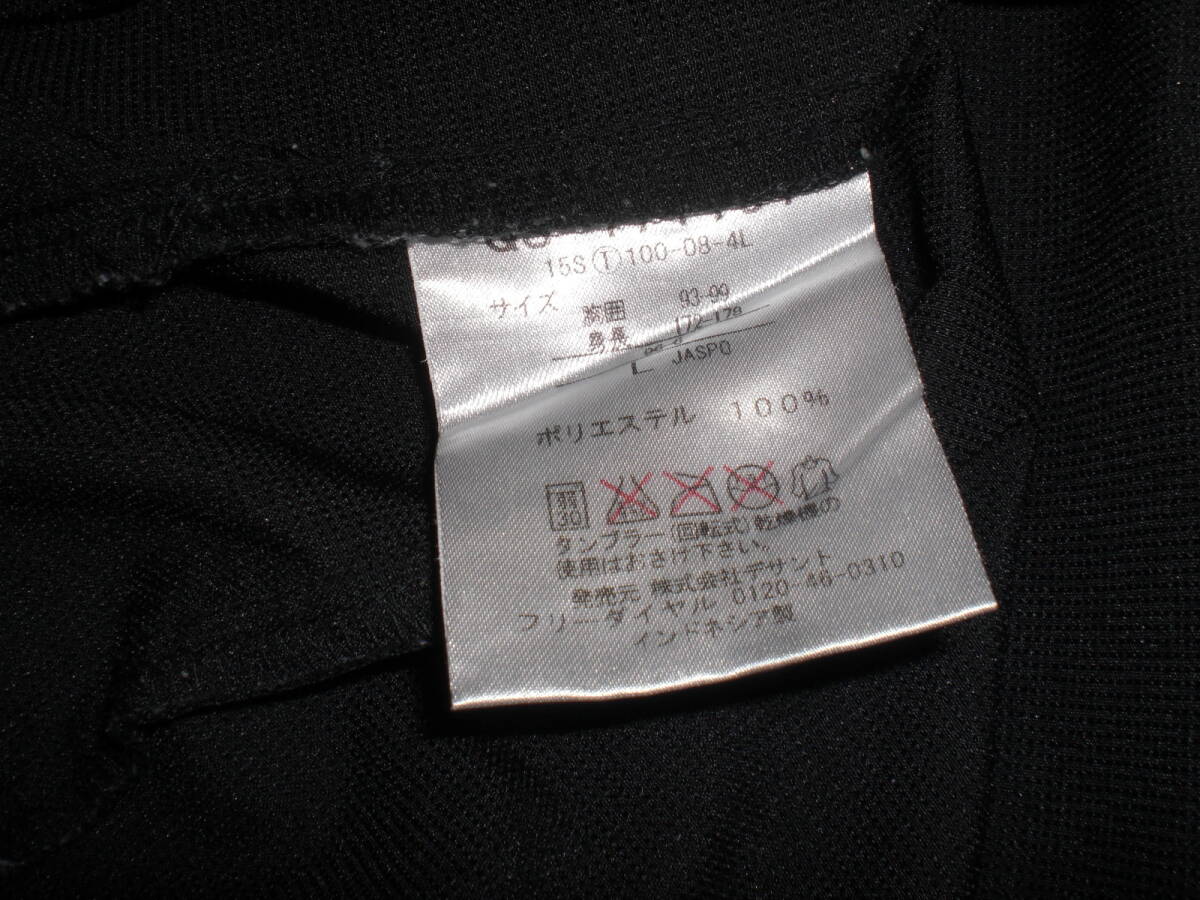 15S Ⓣ 100-08-4L
サイズ 胸囲 93-99
身長 172-178
L JASPO
ポリエステル 100%
弱
30
タンブラー(回転式)乾燥機の
使用はおさけ下さい。
発売元 株式会社デサント
フリーダイヤル 0120-46-0310
インドネシア製